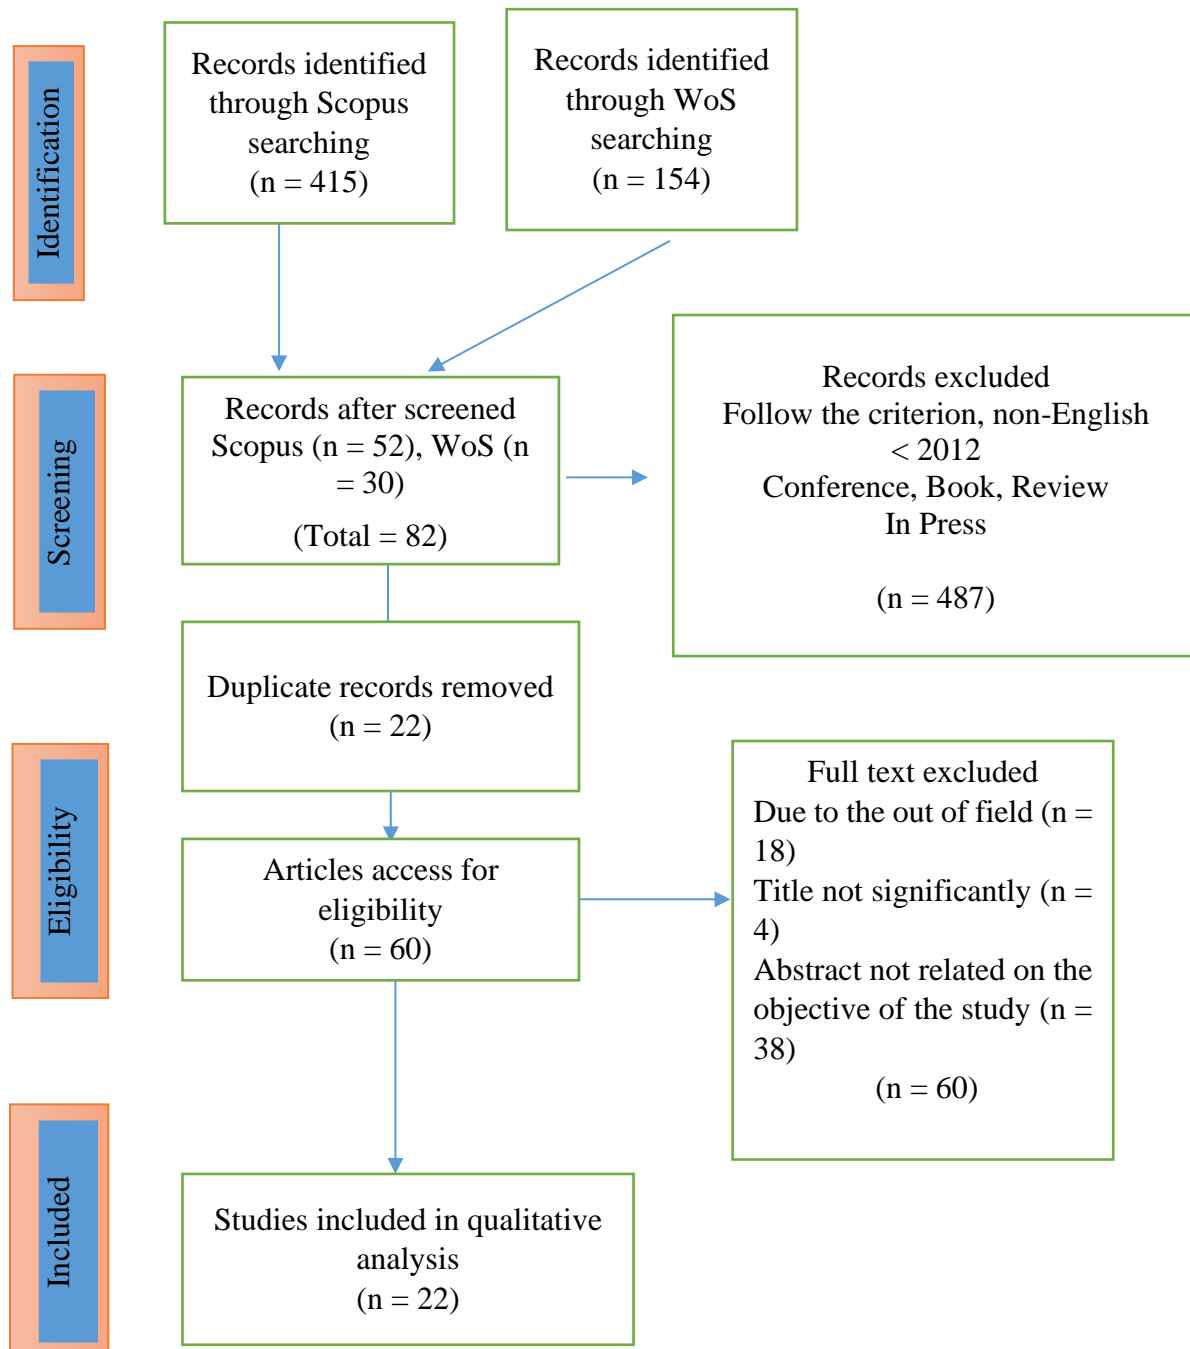 Identification
Records identified
through Scopus
searching
(n = 415)
Records identified
through WoS
searching
(n = 154)
Screening
Records after screened
Scopus (n = 52), WoS (n
= 30)
(Total = 82)
Records excluded
Follow the criterion, non-English
< 2012
Conference, Book, Review
In Press
(n = 487)
Duplicate records removed
(n = 22)
Eligibility
Articles access for
eligibility
(n = 60)
Full text excluded
Due to the out of field (n =
18)
Title not significantly (n =
4)
Abstract not related on the
objective of the study (n =
38)
(n = 60)
Included
Studies included in qualitative
analysis
(n = 22)